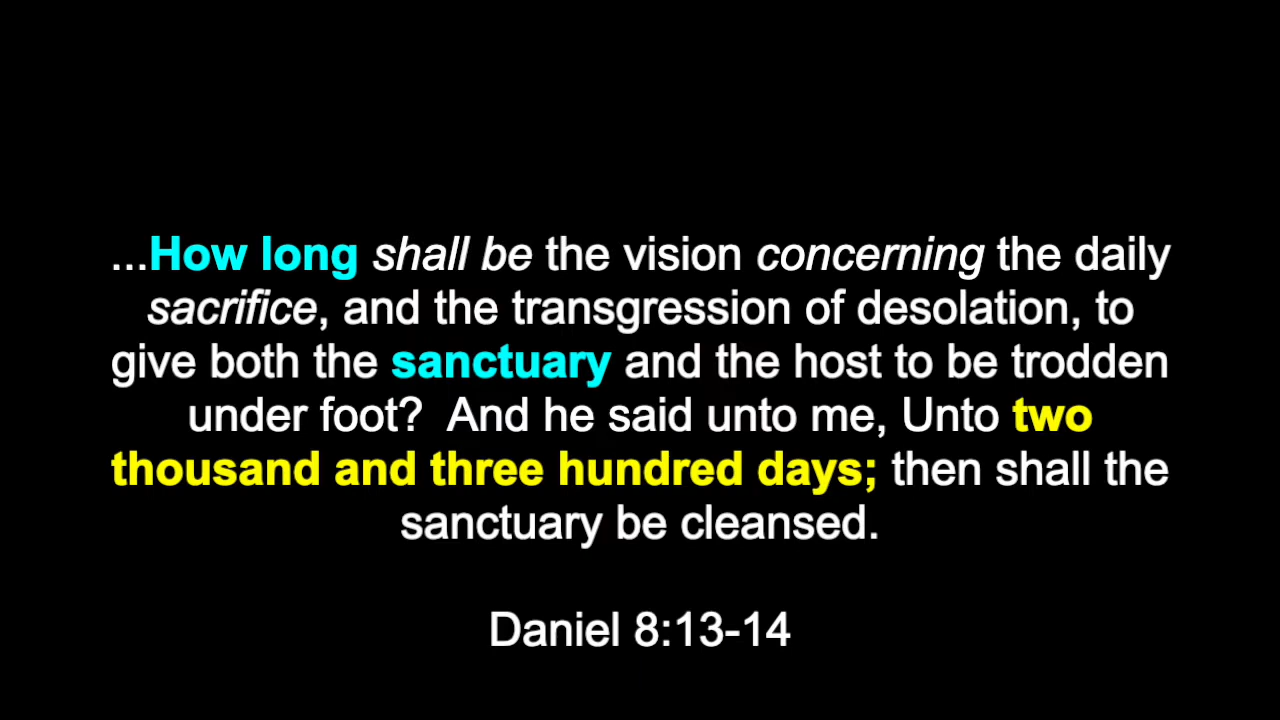 ...How long shall be the vision concerning the daily
sacrifice, and the transgression of desolation, to
give both the sanctuary and the host to be trodden
under foot?  And he said unto me, Unto two
thousand and three hundred days; then shall the
sanctuary be cleansed.
Daniel 8:13-14